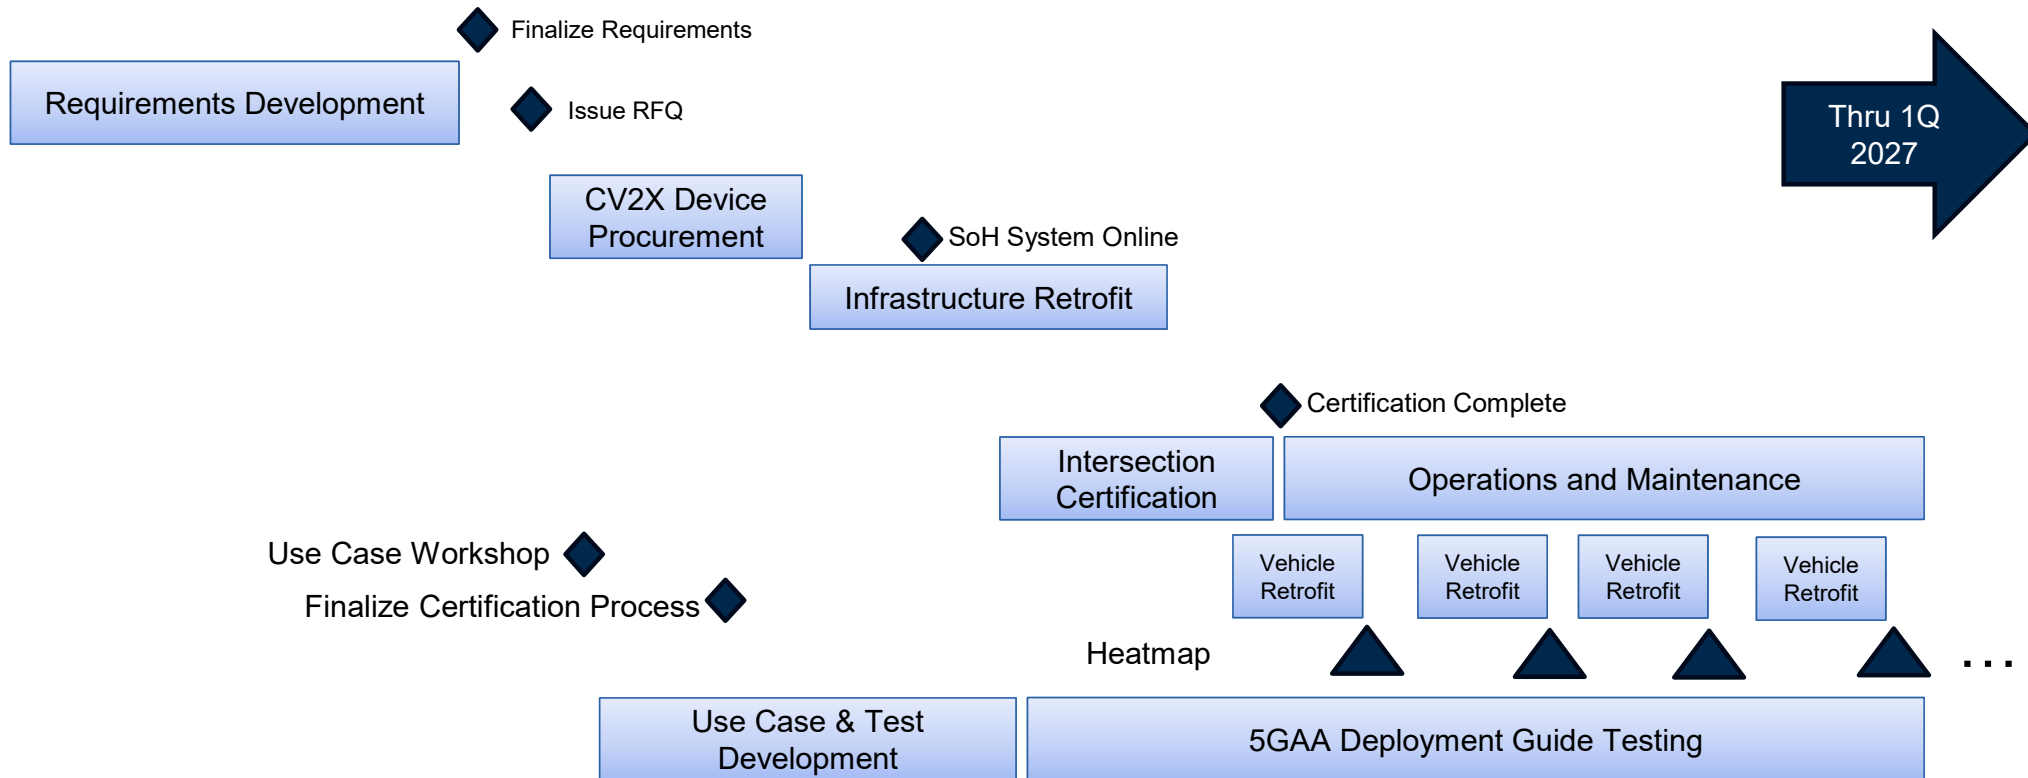 Finalize Requirements
Requirements Development
Issue RFQ
Thru 1Q
2027
CV2X Device
Procurement
SoH System Online
Infrastructure Retrofit
Certification Complete
Intersection
Certification
Operations and Maintenance
Use Case Workshop
Finalize Certification Process
Vehicle
Retrofit
Vehicle
Retrofit
Vehicle
Retrofit
Vehicle
Retrofit
Heatmap
...
Use Case & Test
Development
5GAA Deployment Guide Testing